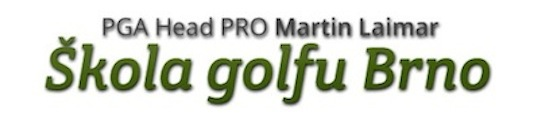 PGA Head PRO Martin Laimar
Škola golfu Brno